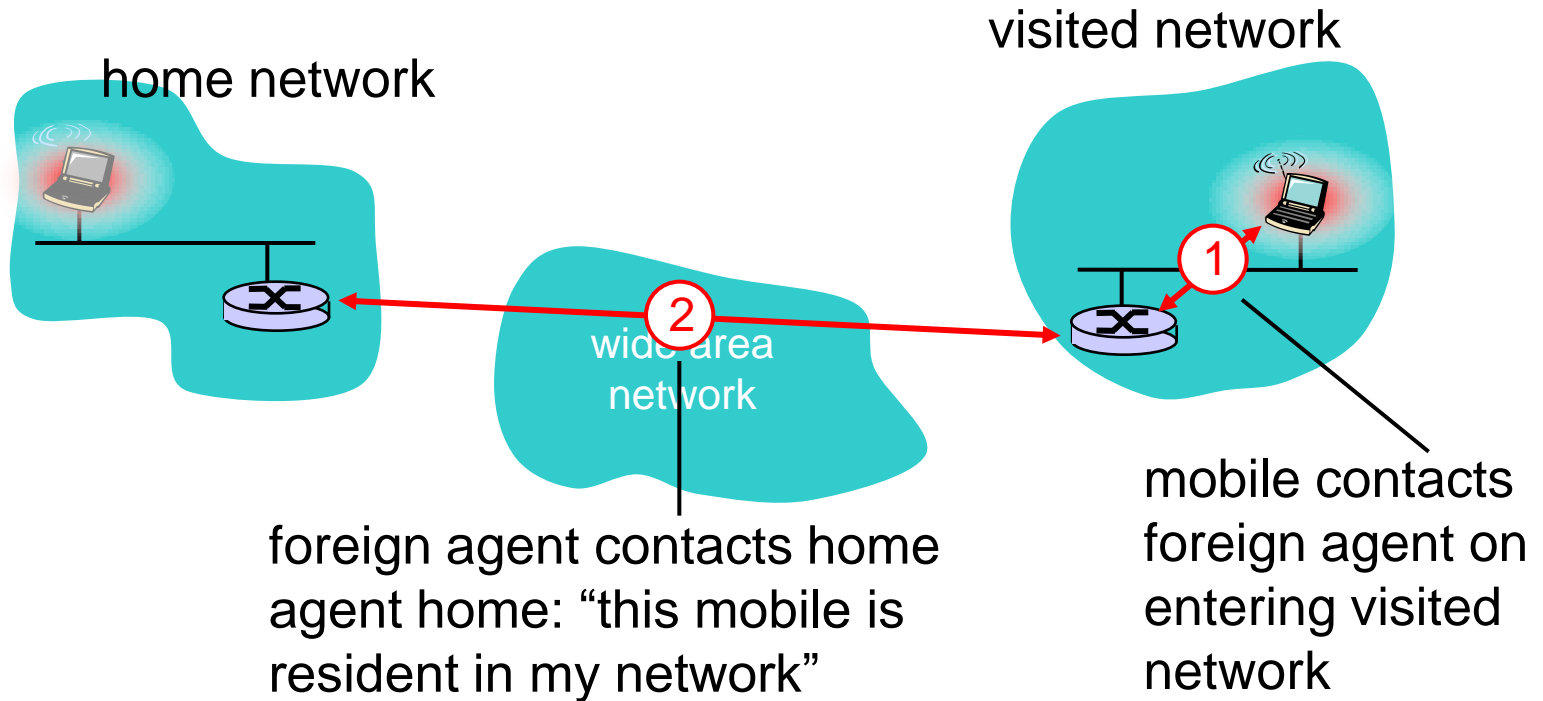 visited network
home network
1
2
wide area
network
foreign agent contacts home
agent home: “this mobile is
resident in my network”
mobile contacts
foreign agent on
entering visited
network